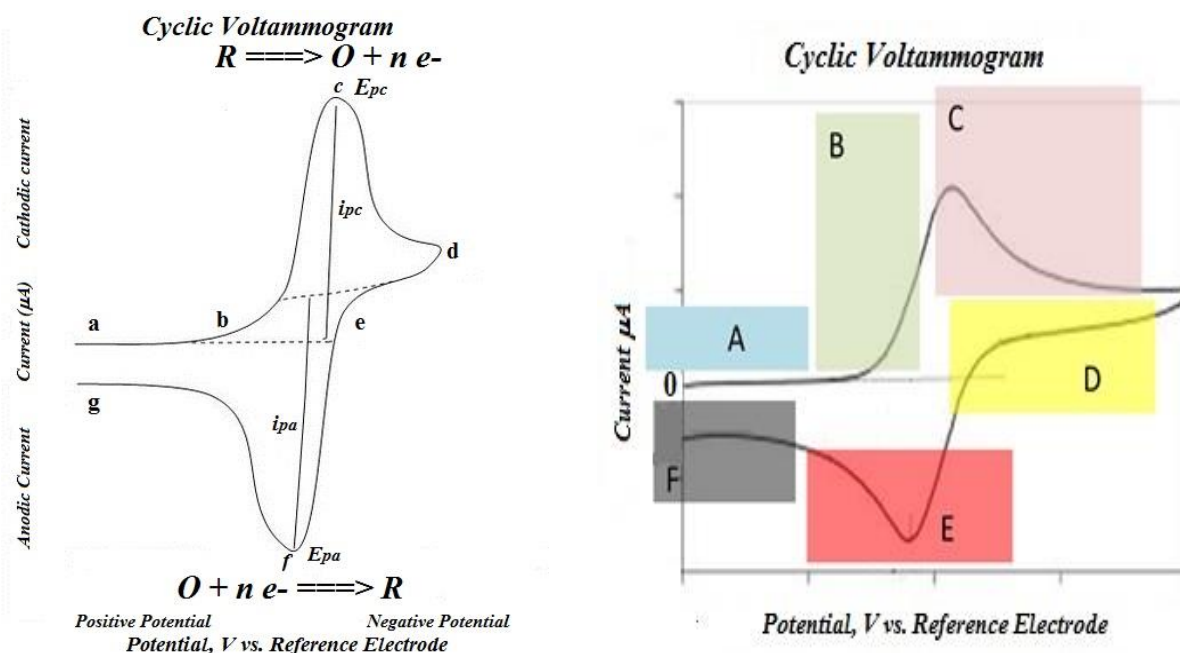 Cyclic Voltammogram
R ===> O + n e-
c Epc
Cathodic current
ipc
d
Current (µA)
a
b
e
g
ipa
Anodic Current
f Epa
O + n e- ===> R
Positive Potential Negative Potential
Potential, V vs. Reference Electrode
Cyclic Voltammogram
C
B
A
D
0
Current µA
F
E
Potential, V vs. Reference Electrode